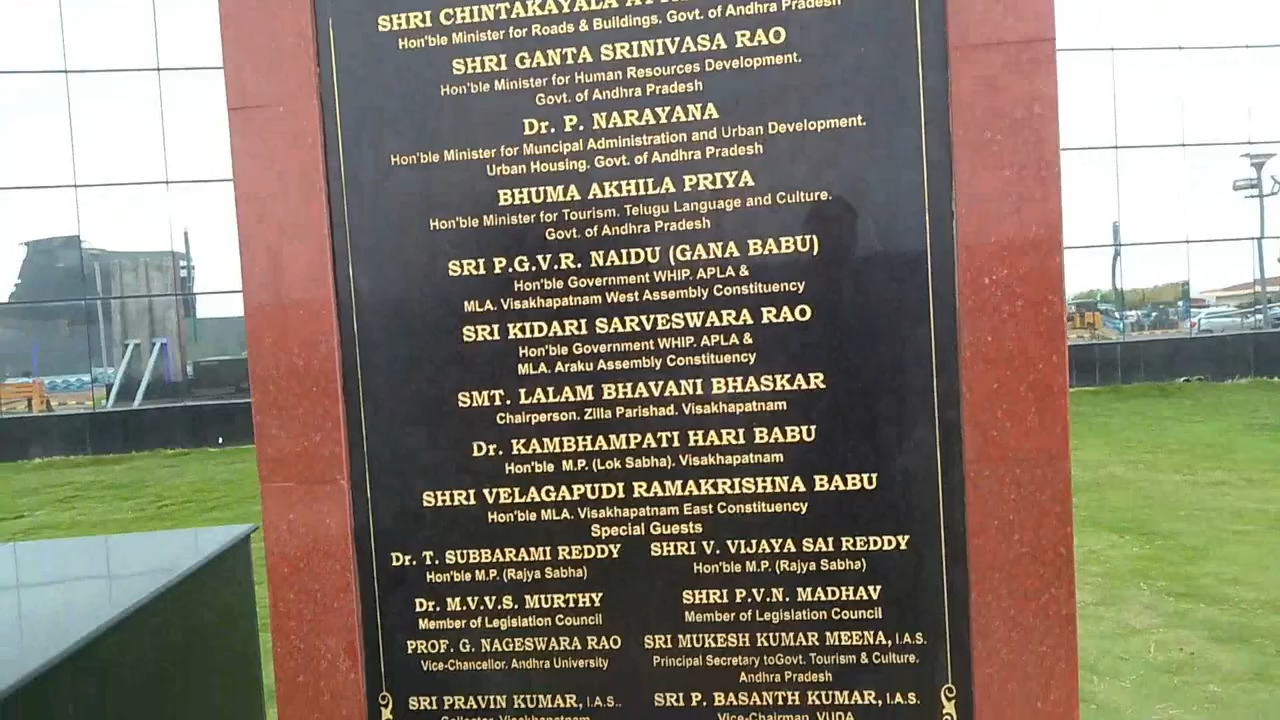 SHRI CHINTAKAYALA
Hon'ble Minister for Roads & Buildings. Govt. of Andhra Pradesh
SHRI GANTA SRINIVASA RAO
Hon'ble Minister for Human Resources Development.
Govt. of Andhra Pradesh
Dr. P. NARAYANA
Hon'ble Minister for Muncipal Administration and Urban Development.
Urban Housing. Govt. of Andhra Pradesh
BHUMA AKHILA PRIYA
Hon'ble Minister for Tourism. Telugu Language and Culture.
Govt. of Andhra Pradesh
SRI P.G.V.R. NAIDU (GANA BABU)
Hon'ble Government WHIP. APLA &
MLA. Visakhapatnam West Assembly Constituency
SRI KIDARI SARVESWARA RAO
Hon'ble Government WHIP. APLA &
MLA. Araku Assembly Constituency
SMT. LALAM BHAVANI BHASKAR
Chairperson. Zilla Parishad. Visakhapatnam
Dr. KAMBHAMPATI HARI BABU
Hon'ble M.P. (Lok Sabha). Visakhapatnam
SHRI VELAGAPUDI RAMAKRISHNA BABU
Hon'ble MLA. Visakhapatnam East Constituency
Special Guests
Dr. T. SUBBARAMI REDDY SHRI V. VIJAYA SAI REDDY
Hon'ble M.P. (Rajya Sabha) Hon'ble M.P. (Rajya Sabha)
Dr. M.V.V.S. MURTHY SHRI P.V.N. MADHAV
Member of Legislation Council Member of Legislation Council
PROF. G. NAGESWARA RAO SRI MUKESH KUMAR MEENA, I.A.S.
Vice-Chancellor. Andhra University Principal Secretary toGovt. Tourism & Culture.
Andhra Pradesh
SRI PRAVIN KUMAR, I.A.S.. SRI P. BASANTH KUMAR, I.A.S.
Collector. Visakhapatnam Vice-Chairman. VUDA